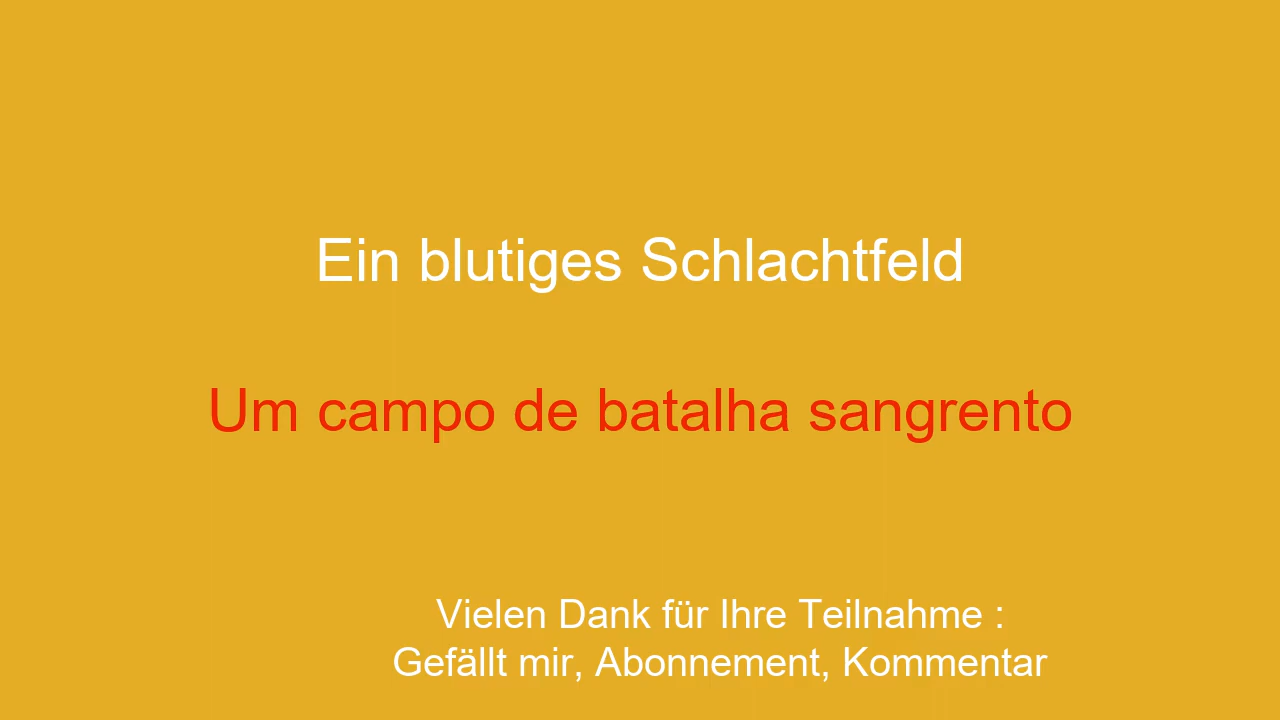 Ein blutiges Schlachtfeld
Um campo de batalha sangrento
Vielen Dank für Ihre Teilnahme :
Gefällt mir, Abonnement, Kommentar